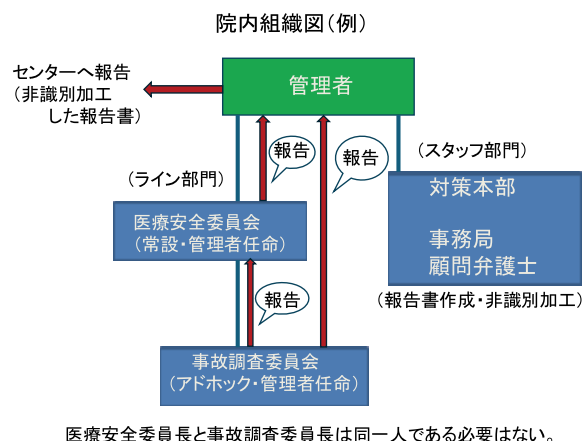 院内組織図(例)
センターへ報告
(非識別加工
した報告書)
管理者
報告
報告
(ライン部門)
(スタッフ部門)
医療安全委員会
(常設・管理者任命)
対策本部
事務局
顧問弁護士
(報告書作成・非識別加工)
報告
事故調査委員会
(アドホック・管理者任命)
医療安全委員長と事故調査委員長は同一人である必要はない。